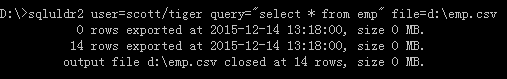 D:\>sqluldr2 user=scott/tiger query="select * from emp" file=d:\emp.csv
0 rows exported at 2015-12-14 13:18:00, size 0 MB.
14 rows exported at 2015-12-14 13:18:00, size 0 MB.
output file d:\emp.csv closed at 14 rows, size 0 MB.